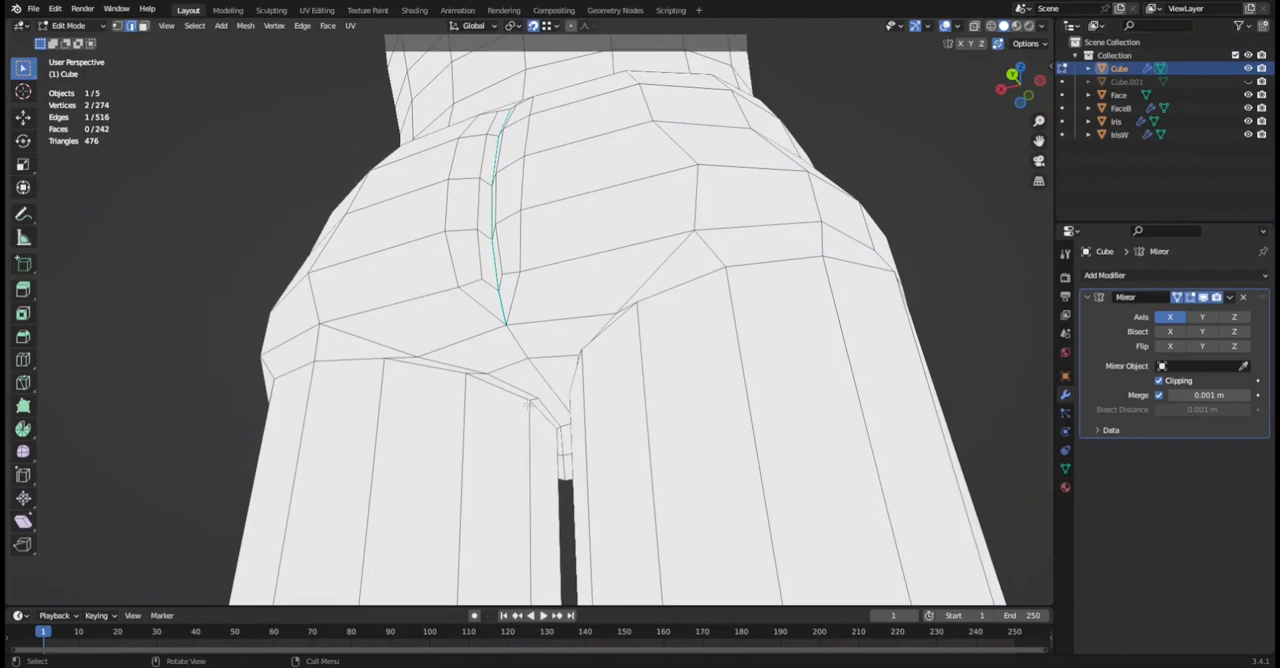 File Edit Render Window Help
Layout Modeling Sculpting UV Editing Texture Paint Shading Animation Rendering Compositing Geometry Nodes Scripting +
Scene ViewLayer
Edit Mode View Select Add Mesh Vertex Edge Face UV
Global
X Y Z Options
User Perspective
(1) Cube
Objects 1/5
Vertices 2/274
Edges 1/516
Faces 0/242
Triangles 476
Scene Collection
Collection
Cube
Cube.001
Face
FaceB
Iris
IrisW
Cube > Mirror
Add Modifier
Mirror
Axis X Y Z
Bisect X Y Z
Flip X Y Z
Mirror Object
Clipping
Merge 0.001 m
Bisect Distance 0.001 m
Data
Playback Keying View Marker
1 Start 1 End 250
1 10 20 30 40 50 60 70 80 90 100 110 120 130 140 150 160 170 180 190 200 210 220 230 240 250
Select Rotate View Call Menu 3.4.1